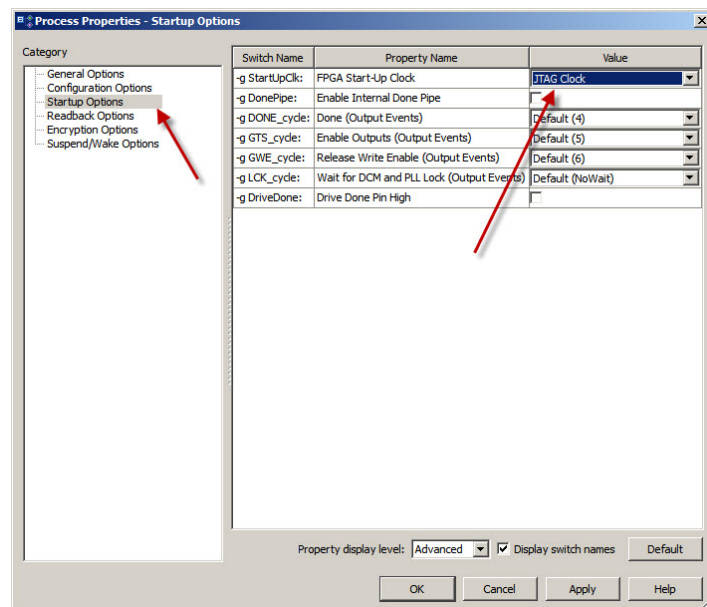 Process Properties - Startup Options
Category
General Options
Configuration Options
Startup Options
Readback Options
Encryption Options
Suspend/Wake Options
Switch Name Property Name Value
-g StartUpClk: FPGA Start-Up Clock JTAG Clock
-g DonePipe: Enable Internal Done Pipe
-g DONE_cycle: Done (Output Events) Default (4)
-g GTS_cycle: Enable Outputs (Output Events) Default (5)
-g GWE_cycle: Release Write Enable (Output Events) Default (6)
-g LCK_cycle: Wait for DCM and PLL Lock (Output Events) Default (NoWait)
-g DriveDone: Drive Done Pin High
Property display level: Advanced Display switch names Default
OK Cancel Apply Help